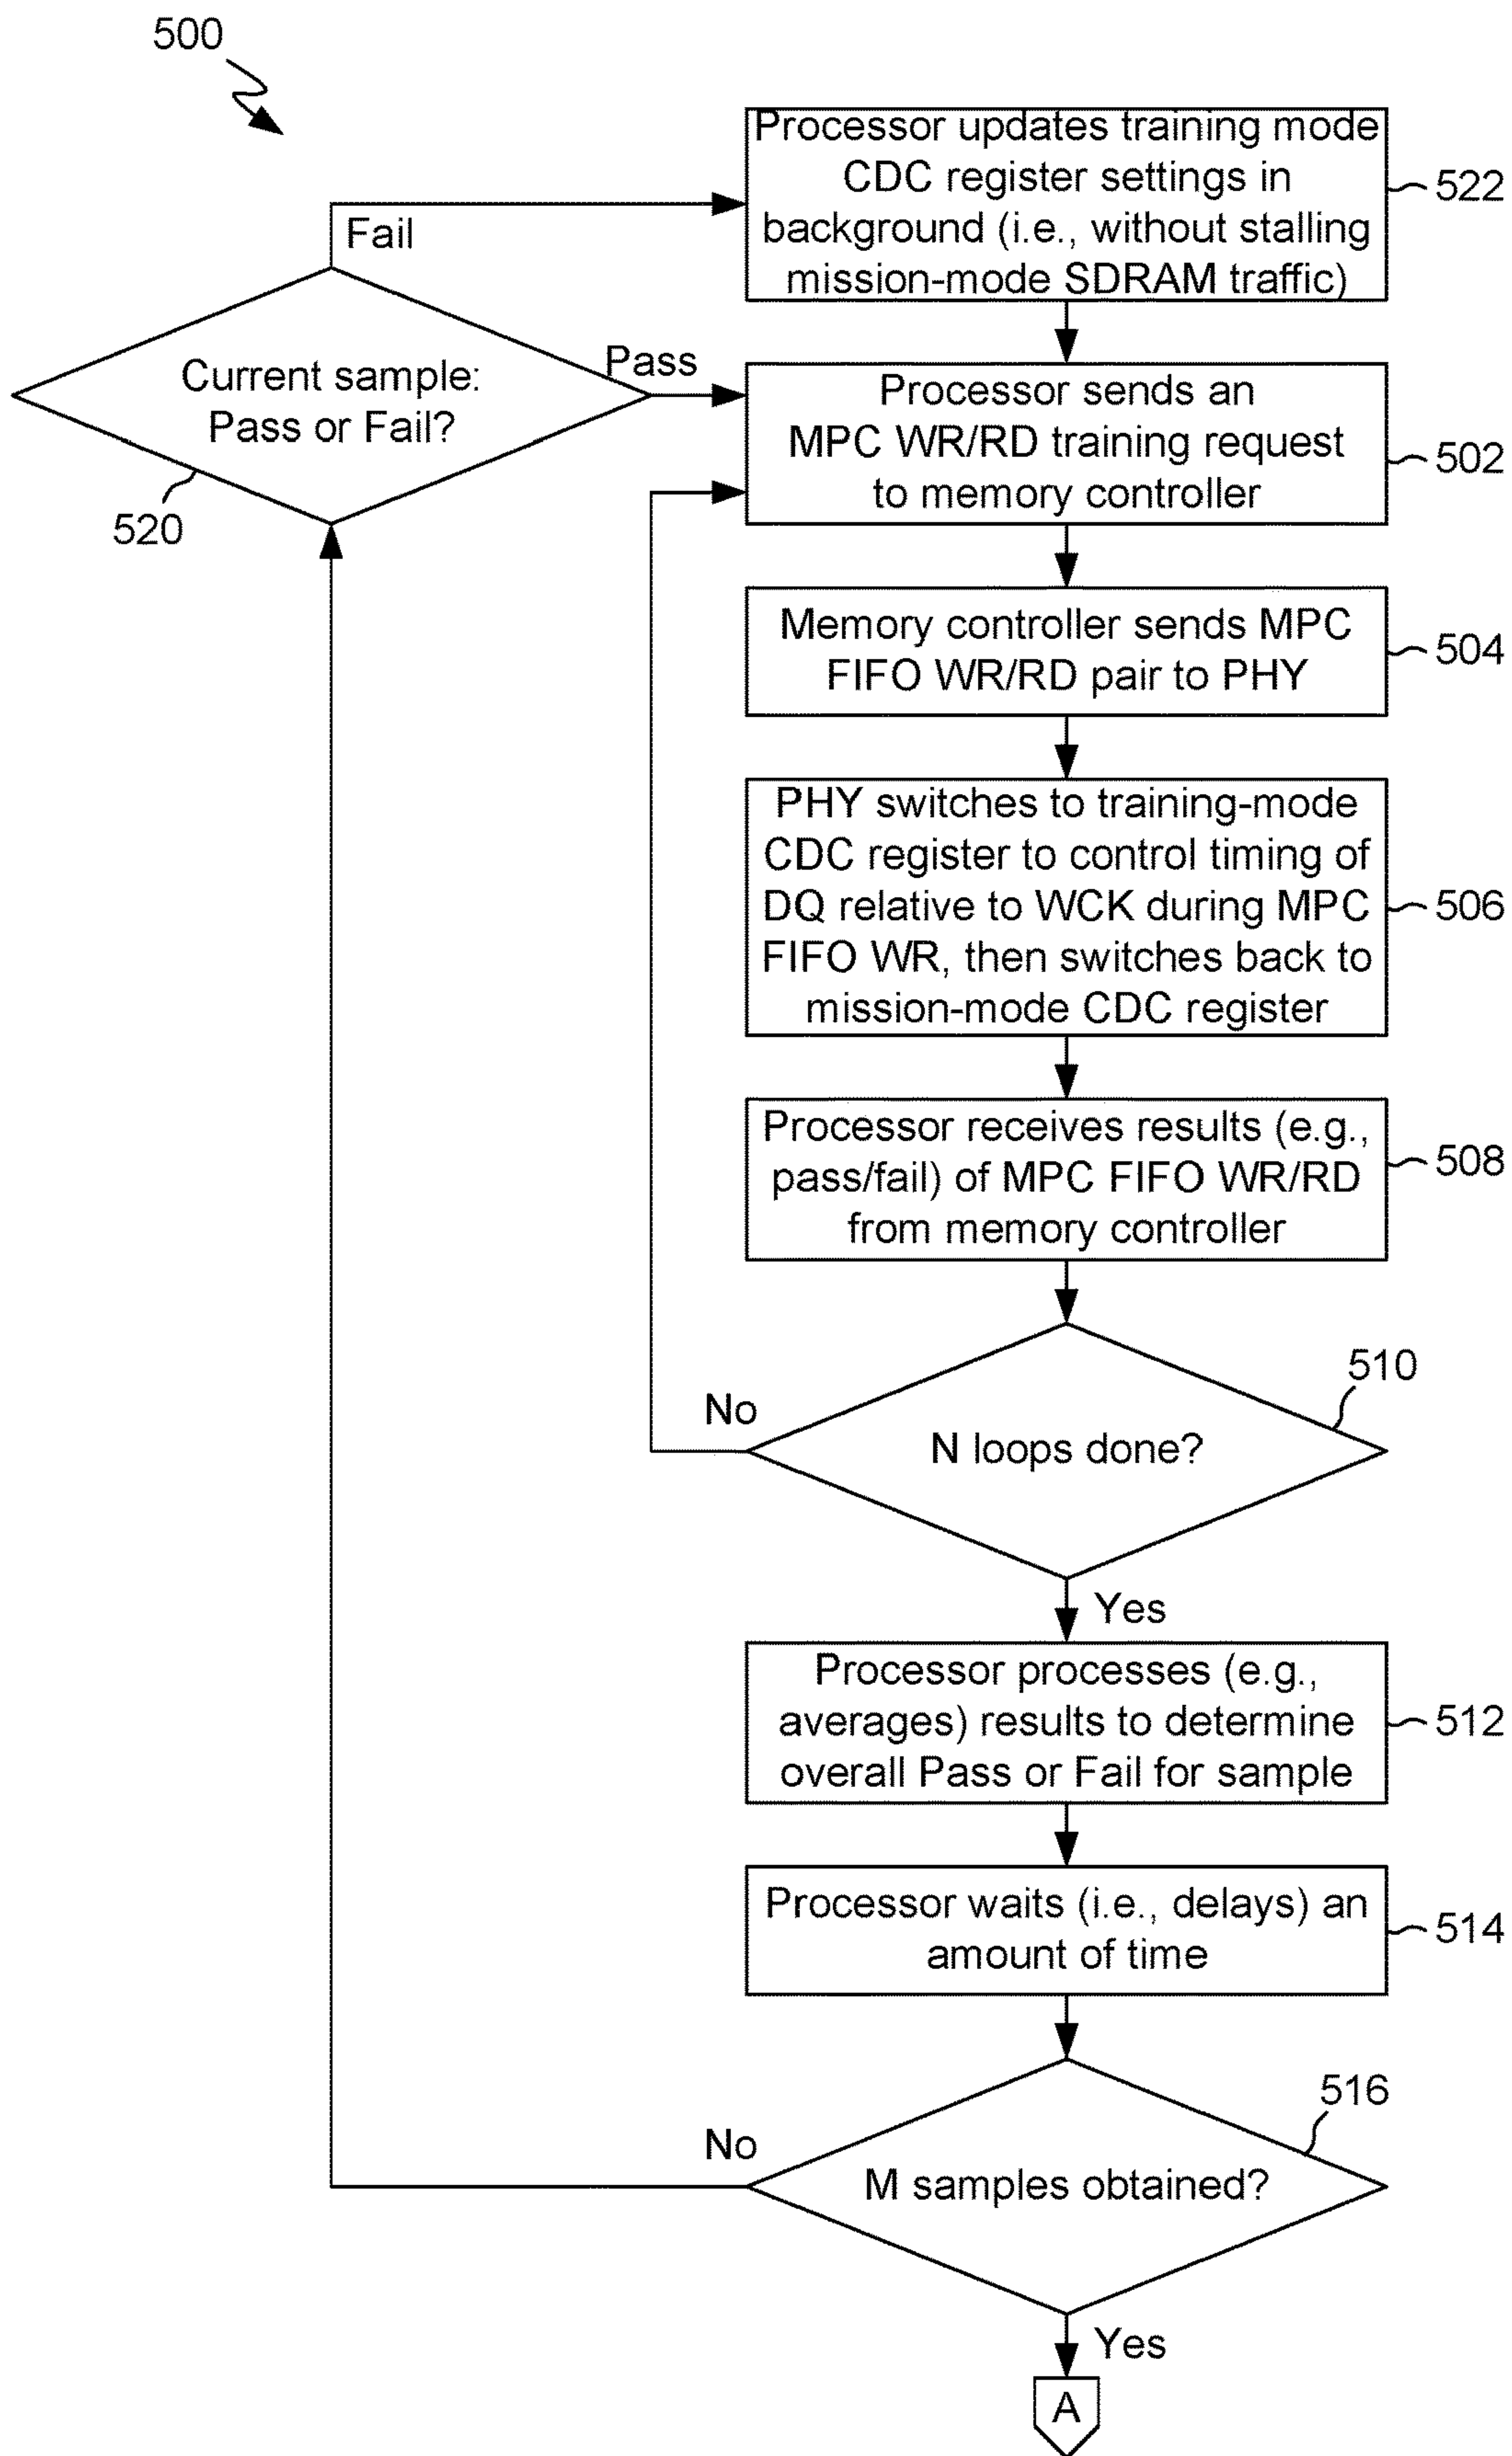 500
Processor updates training mode
CDC register settings in
background (i.e., without stalling
mission-mode SDRAM traffic)
522
Fail
Current sample:
Pass or Fail?
Pass
520
Processor sends an
MPC WR/RD training request
to memory controller
502
Memory controller sends MPC
FIFO WR/RD pair to PHY
504
PHY switches to training-mode
CDC register to control timing of
DQ relative to WCK during MPC
FIFO WR, then switches back to
mission-mode CDC register
506
Processor receives results (e.g.,
pass/fail) of MPC FIFO WR/RD
from memory controller
508
510
No
N loops done?
Yes
Processor processes (e.g.,
averages) results to determine
overall Pass or Fail for sample
512
Processor waits (i.e., delays) an
amount of time
514
516
No
M samples obtained?
Yes
A